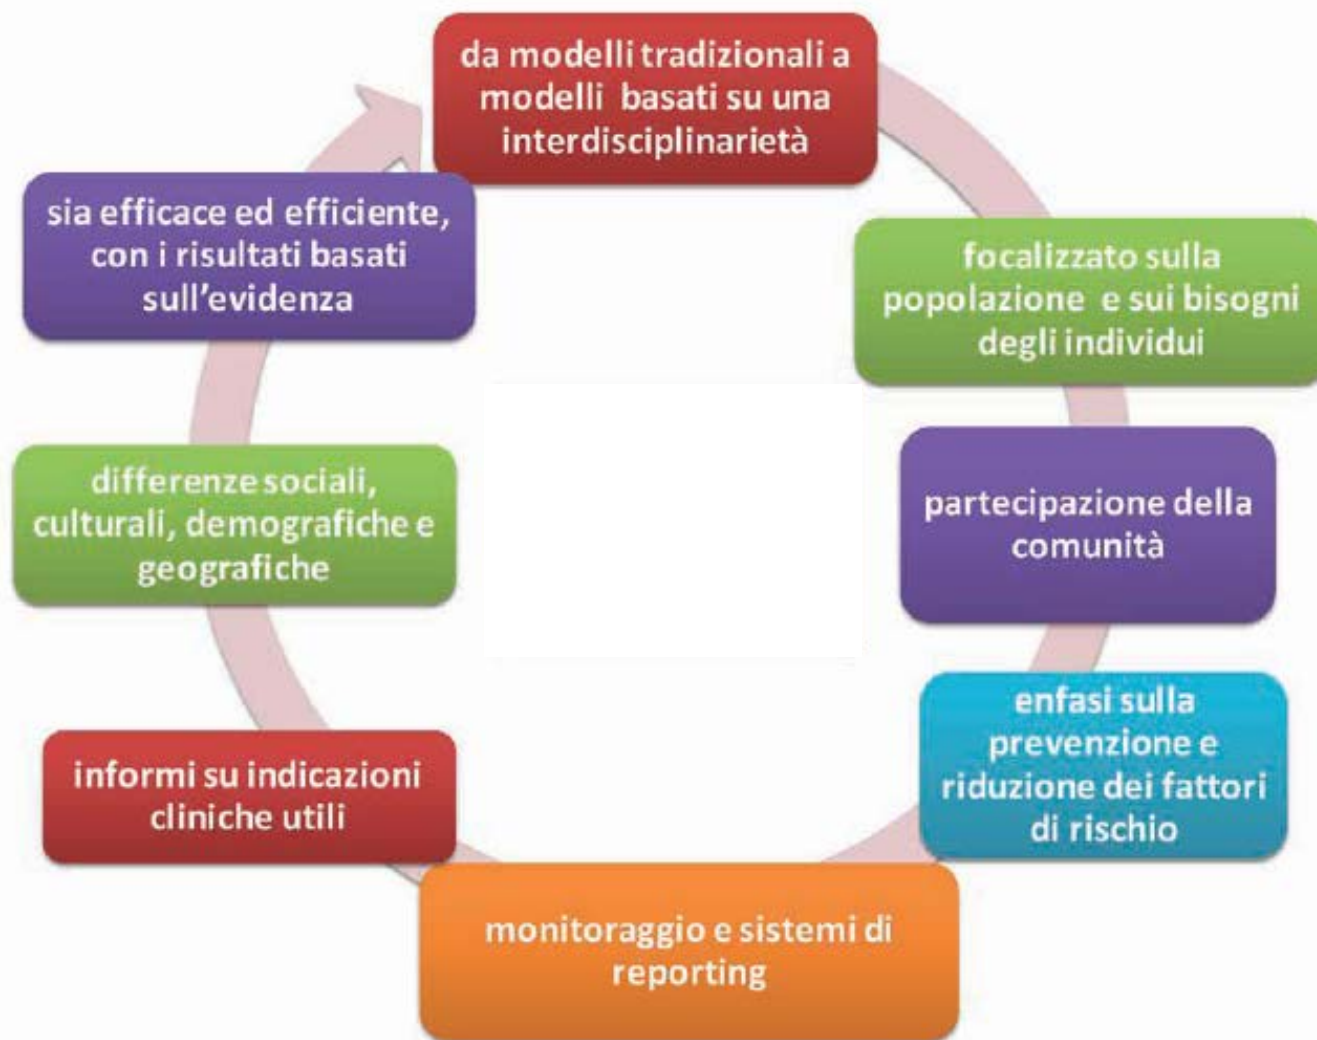 da modelli tradizionali a
modelli basati su una
interdisciplinarietà
focalizzato sulla
popolazione e sui bisogni
degli individui
partecipazione della
comunità
enfasi sulla
prevenzione e
riduzione dei fattori
di rischio
monitoraggio e sistemi di
reporting
informi su indicazioni
cliniche utili
differenze sociali,
culturali, demografiche e
geografiche
sia efficace ed efficiente,
con i risultati basati
sull'evidenza